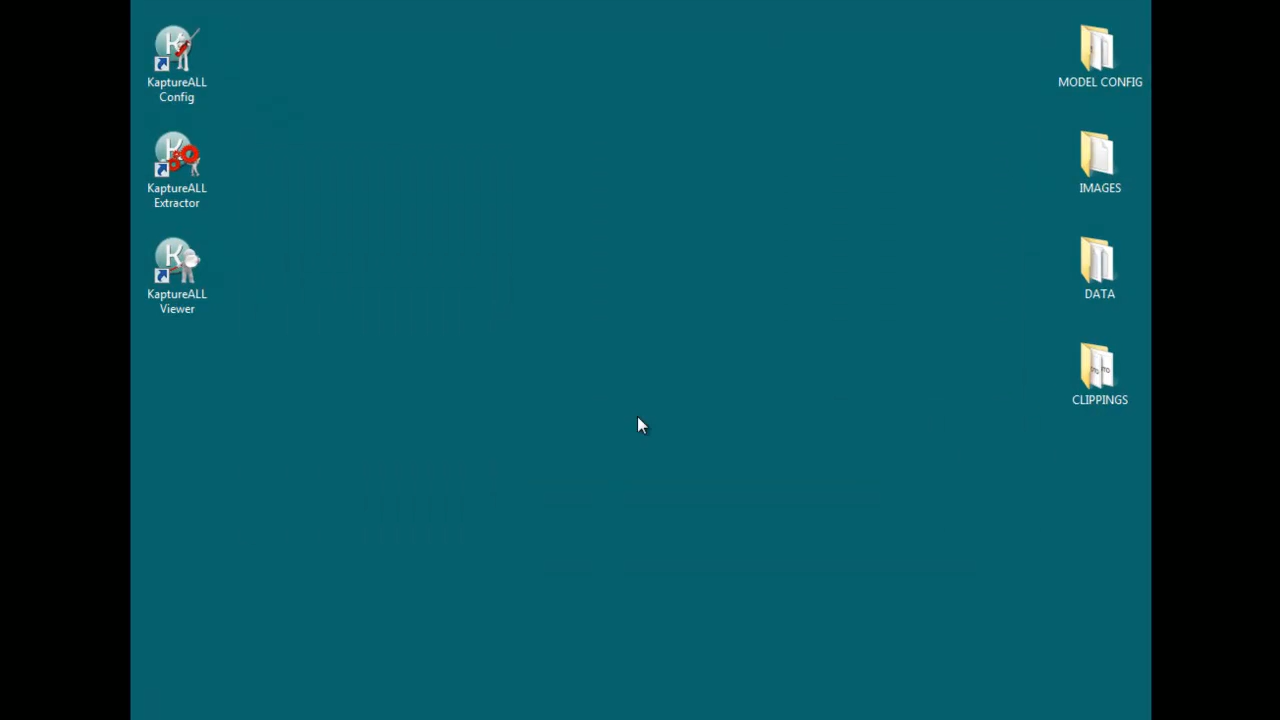 KaptureALL
Config
KaptureALL
Extractor
KaptureALL
Viewer
MODEL CONFIG
IMAGES
DATA
CLIPPINGS